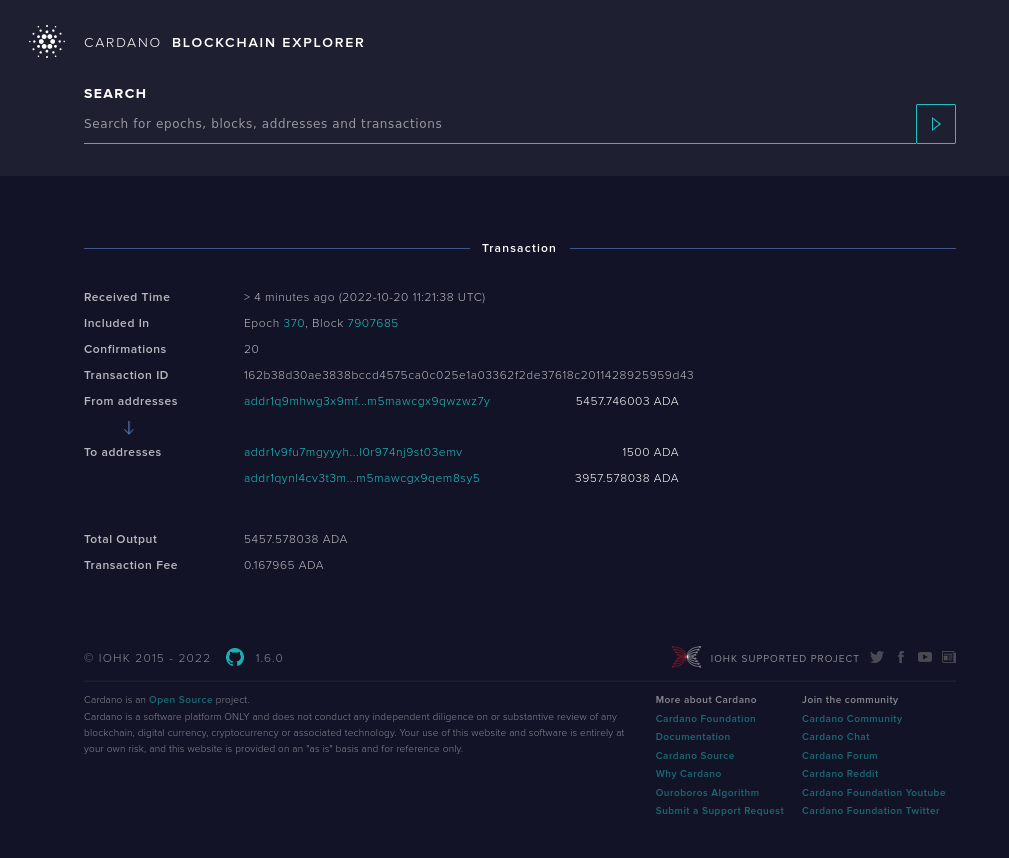 CARDANO BLOCKCHAIN EXPLORER
SEARCH
Search for epochs, blocks, addresses and transactions
Transaction
Received Time > 4 minutes ago (2022-10-20 11:21:38 UTC)
Included In Epoch 370, Block 7907685
Confirmations 20
Transaction ID 162b38d30ae3838bccd4575ca0c025e1a03362f2de37618c2011428925959d43
From addresses addr1q9mhwg3x9mf...m5mawcgx9qwzwz7y 5457.746003 ADA
To addresses addr1v9fu7mgyyyh...l0r974nj9st03emv 1500 ADA
addr1qynl4cv3t3m...m5mawcgx9qem8sy5 3957.578038 ADA
Total Output 5457.578038 ADA
Transaction Fee 0.167965 ADA
© IOHK 2015 - 2022 1.6.0 IOHK SUPPORTED PROJECT
Cardano is an Open Source project.
Cardano is a software platform ONLY and does not conduct any independent diligence on or substantive review of any
blockchain, digital currency, cryptocurrency or associated technology. Your use of this website and software is entirely at
your own risk, and this website is provided on an "as is" basis and for reference only.
More about Cardano
Cardano Foundation
Documentation
Cardano Source
Why Cardano
Ouroboros Algorithm
Submit a Support Request
Join the community
Cardano Community
Cardano Chat
Cardano Forum
Cardano Reddit
Cardano Foundation Youtube
Cardano Foundation Twitter